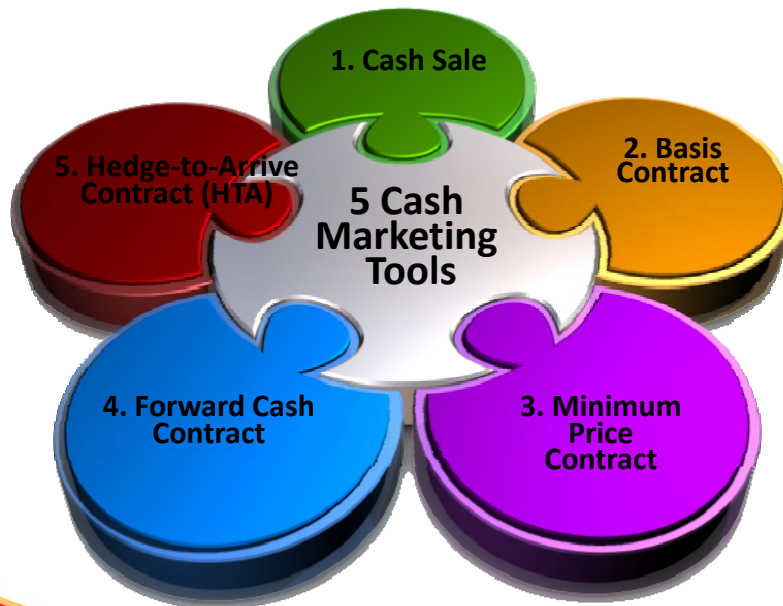 1. Cash Sale
2. Basis
Contract
3. Minimum
Price
Contract
4. Forward Cash
Contract
5. Hedge-to-Arrive
Contract (HTA)
5 Cash
Marketing
Tools